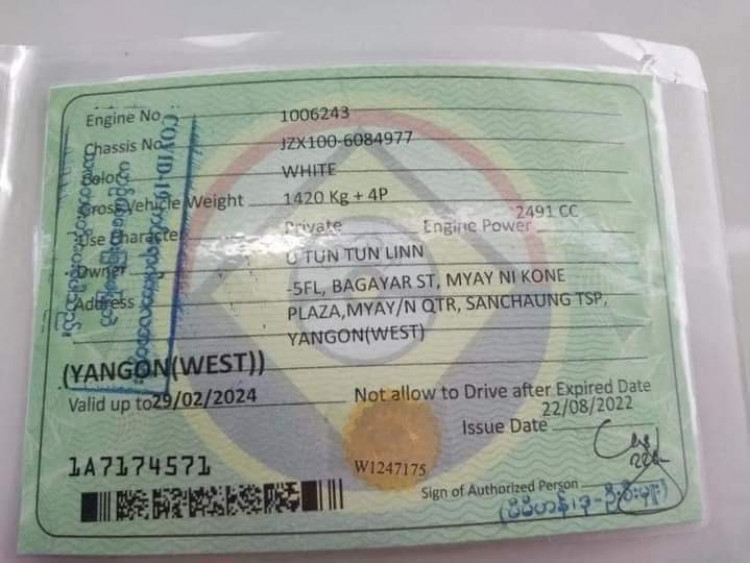 Engine No 1006243
Chassis No JZX100-6084977
Color WHITE
Gross Vehicle Weight 1420 Kg + 4P
Use Character Private Engine Power 2491 CC
Owner U TUN TUN LINN
Address -5FL, BAGAYAR ST, MYAY NI KONE
PLAZA,MYAY/N QTR, SANCHAUNG TSP,
YANGON(WEST)
(YANGON(WEST))
Valid up to29/02/2024 Not allow to Drive after Expired Date
Issue Date 22/08/2022
1A7174571
W1247175
Sign of Authorized Person
COVID-19